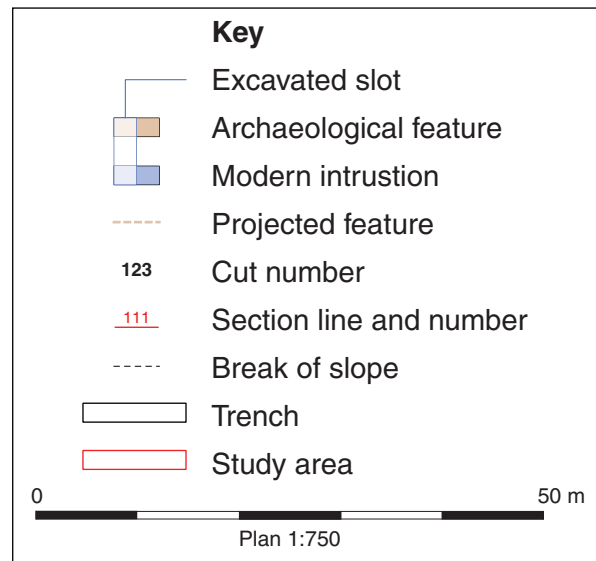 Key
Excavated slot
Archaeological feature
Modern intrustion
Projected feature
123 Cut number
111 Section line and number
Break of slope
Trench
Study area
0 50 m
Plan 1:750